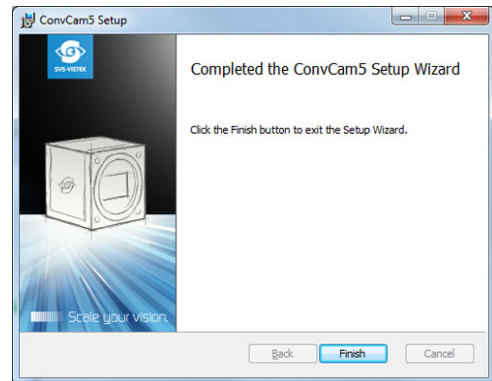 ConvCam5 Setup
SVS-VISTEK
Completed the ConvCam5 Setup Wizard
Click the Finish button to exit the Setup Wizard.
Scale your vision.
Back Finish Cancel